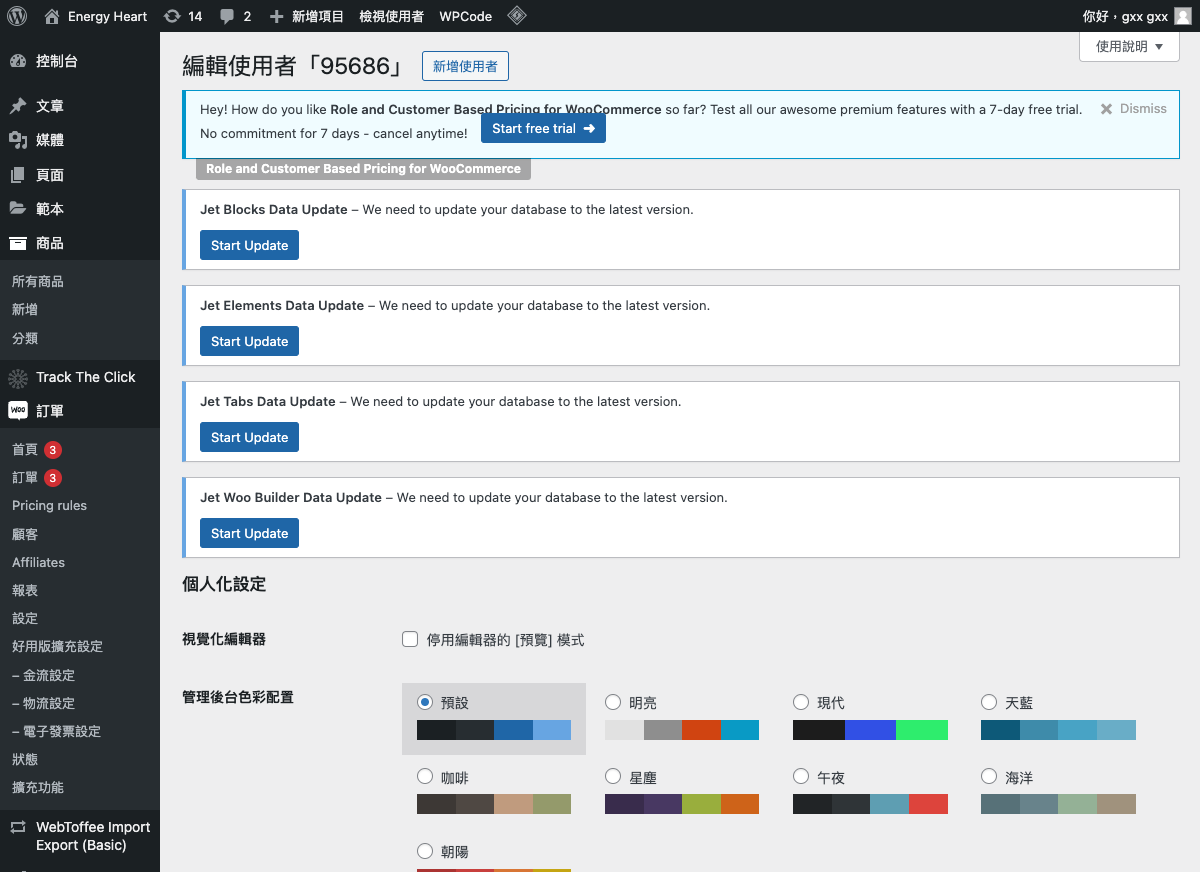 Energy Heart
14
2
新增項目
檢視使用者
WPCode
你好，gxx gxx
控制台
文章
媒體
頁面
範本
商品
所有商品
新增
分類
Track The Click
訂單
首頁 3
訂單 3
Pricing rules
顧客
Affiliates
報表
設定
好用版擴充設定
– 金流設定
– 物流設定
– 電子發票設定
狀態
擴充功能
WebToffee Import
Export (Basic)
使用說明
編輯使用者「95686」
新增使用者
Hey! How do you like Role and Customer Based Pricing for WooCommerce so far? Test all our awesome premium features with a 7-day free trial.
No commitment for 7 days - cancel anytime!
Start free trial ➜
Dismiss
Role and Customer Based Pricing for WooCommerce
Jet Blocks Data Update – We need to update your database to the latest version.
Start Update
Jet Elements Data Update – We need to update your database to the latest version.
Start Update
Jet Tabs Data Update – We need to update your database to the latest version.
Start Update
Jet Woo Builder Data Update – We need to update your database to the latest version.
Start Update
個人化設定
視覺化編輯器
停用編輯器的 [預覽] 模式
管理後台色彩配置
預設
明亮
現代
天藍
咖啡
星塵
午夜
海洋
朝陽